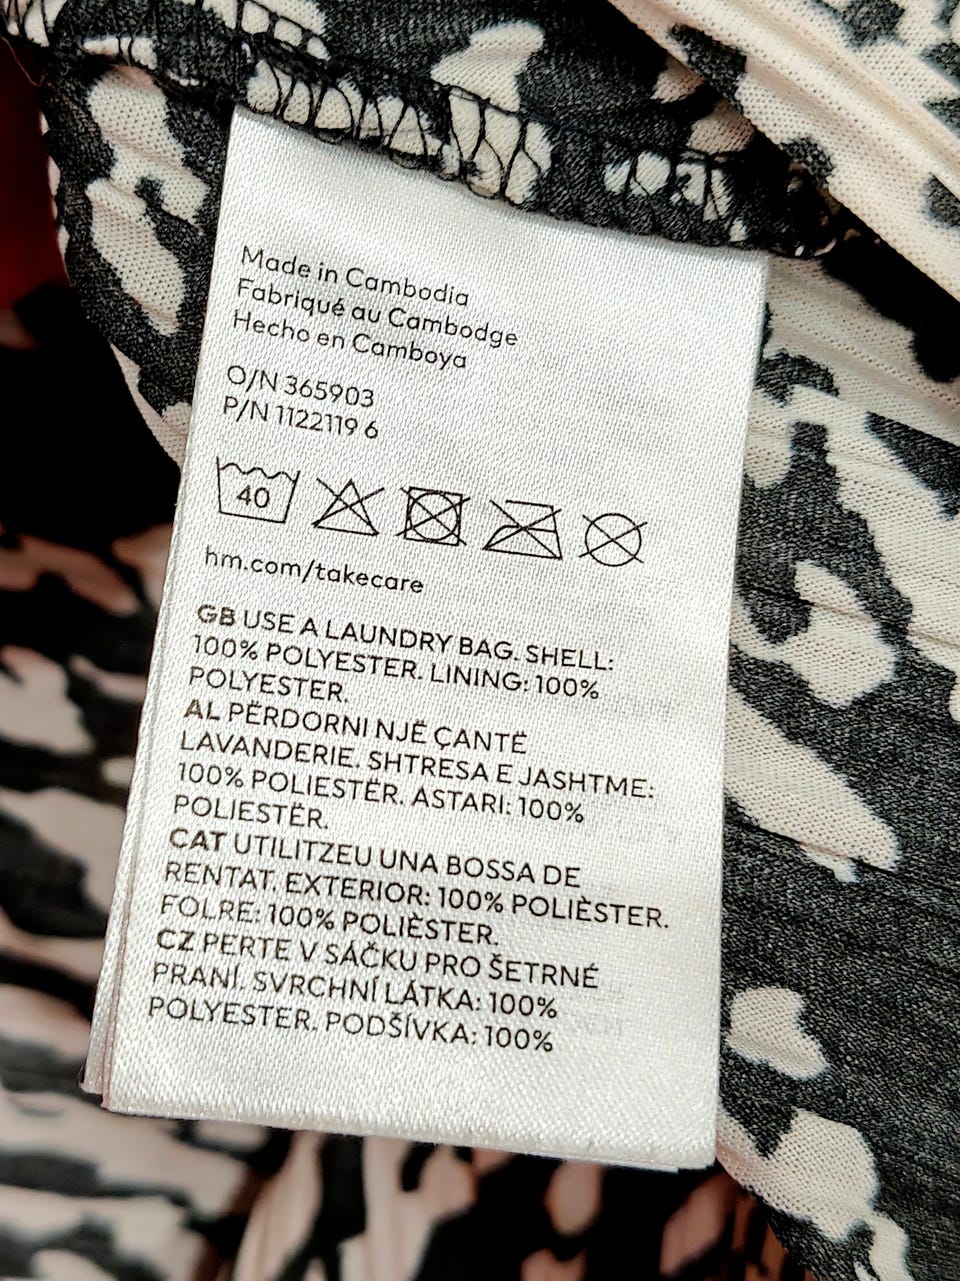 Made in Cambodia
Fabriqué au Cambodge
Hecho en Camboya
O/N 365903
P/N 1122119 6
40
hm.com/takecare
GB USE A LAUNDRY BAG. SHELL:
100% POLYESTER. LINING: 100%
POLYESTER.
AL PËRDORNI NJË ÇANTË
LAVANDERIE. SHTRESA E JASHTME:
100% POLIESTËR. ASTARI: 100%
POLIESTËR.
CAT UTILITZEU UNA BOSSA DE
RENTAT. EXTERIOR: 100% POLIÈSTER.
FOLRE: 100% POLIÈSTER.
CZ PERTE V SÁČKU PRO ŠETRNÉ
PRANÍ. SVRCHNÍ LÁTKA: 100%
POLYESTER. PODŠÍVKA: 100%